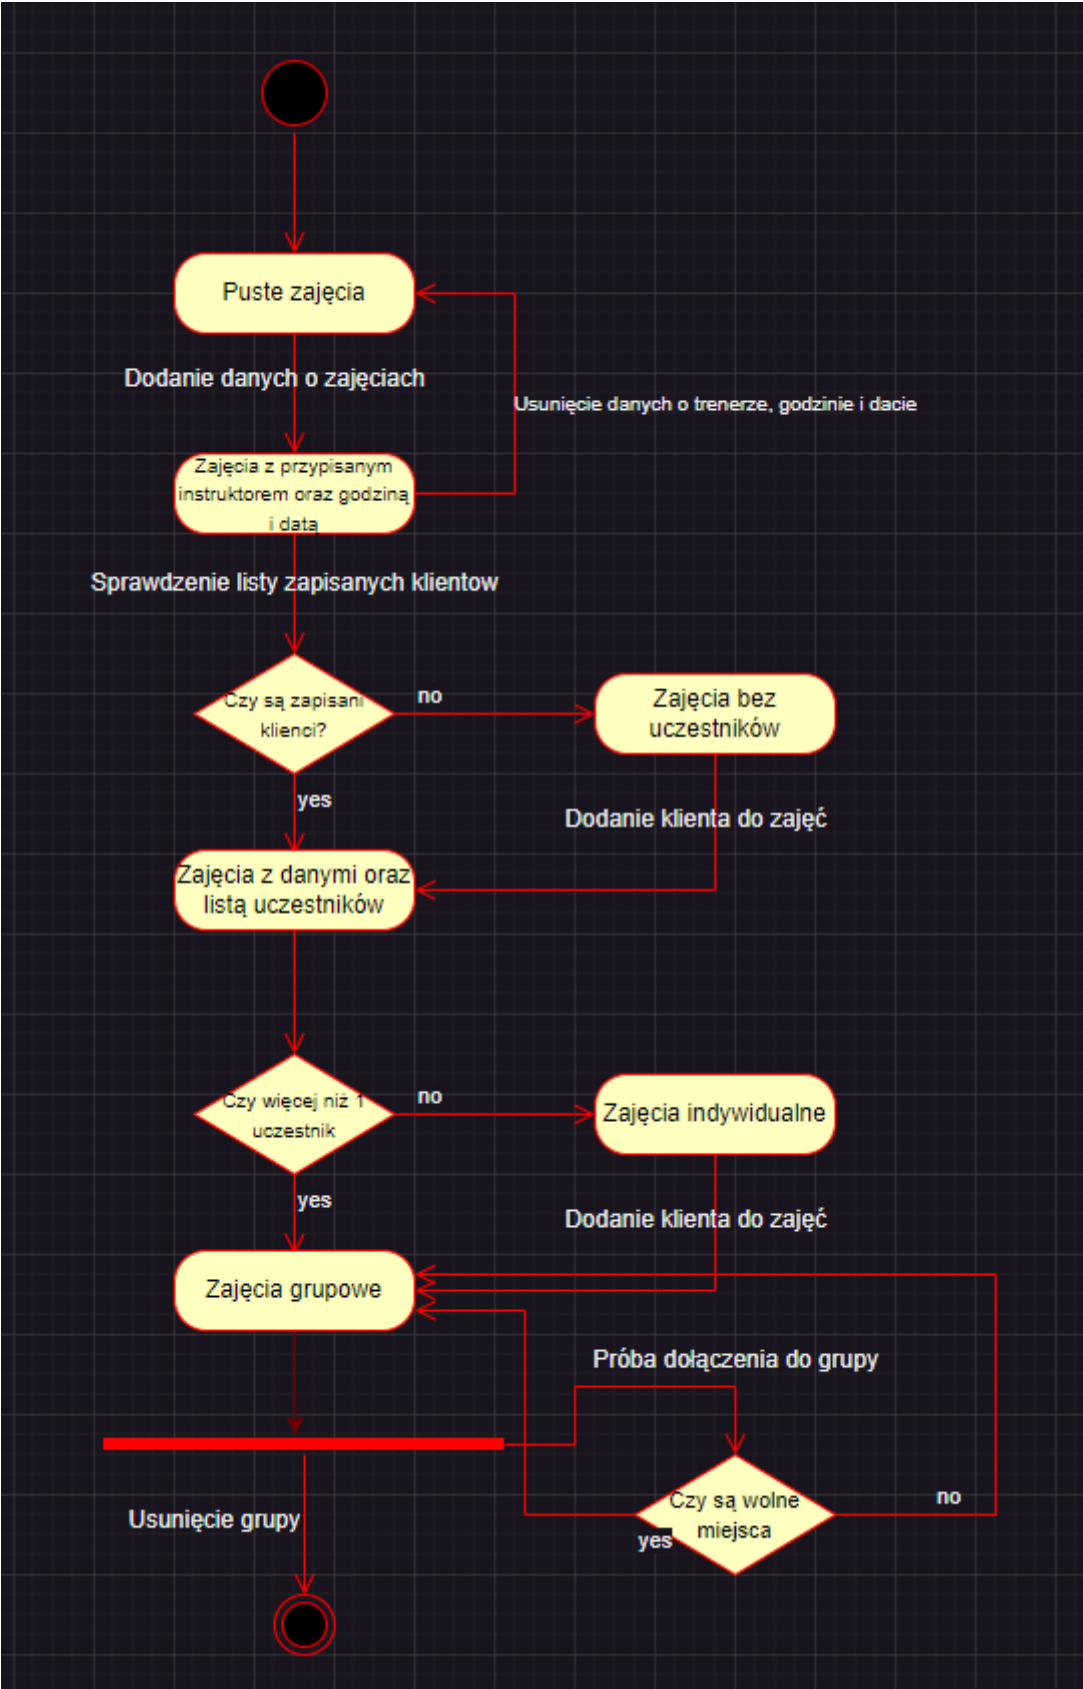 Puste zajęcia
Dodanie danych o zajęciach
Usunięcie danych o trenerze, godzinie i dacie
Zajęcia z przypisanym
instruktorem oraz godziną
i datą
Sprawdzenie listy zapisanych klientow
Czy są zapisani
klienci?
no
Zajęcia bez
uczestników
yes
Dodanie klienta do zajęć
Zajęcia z danymi oraz
listą uczestników
Czy więcej niż 1
uczestnik
no
Zajęcia indywidualne
yes
Dodanie klienta do zajęć
Zajęcia grupowe
Próba dołączenia do grupy
Czy są wolne
miejsca
no
yes
Usunięcie grupy